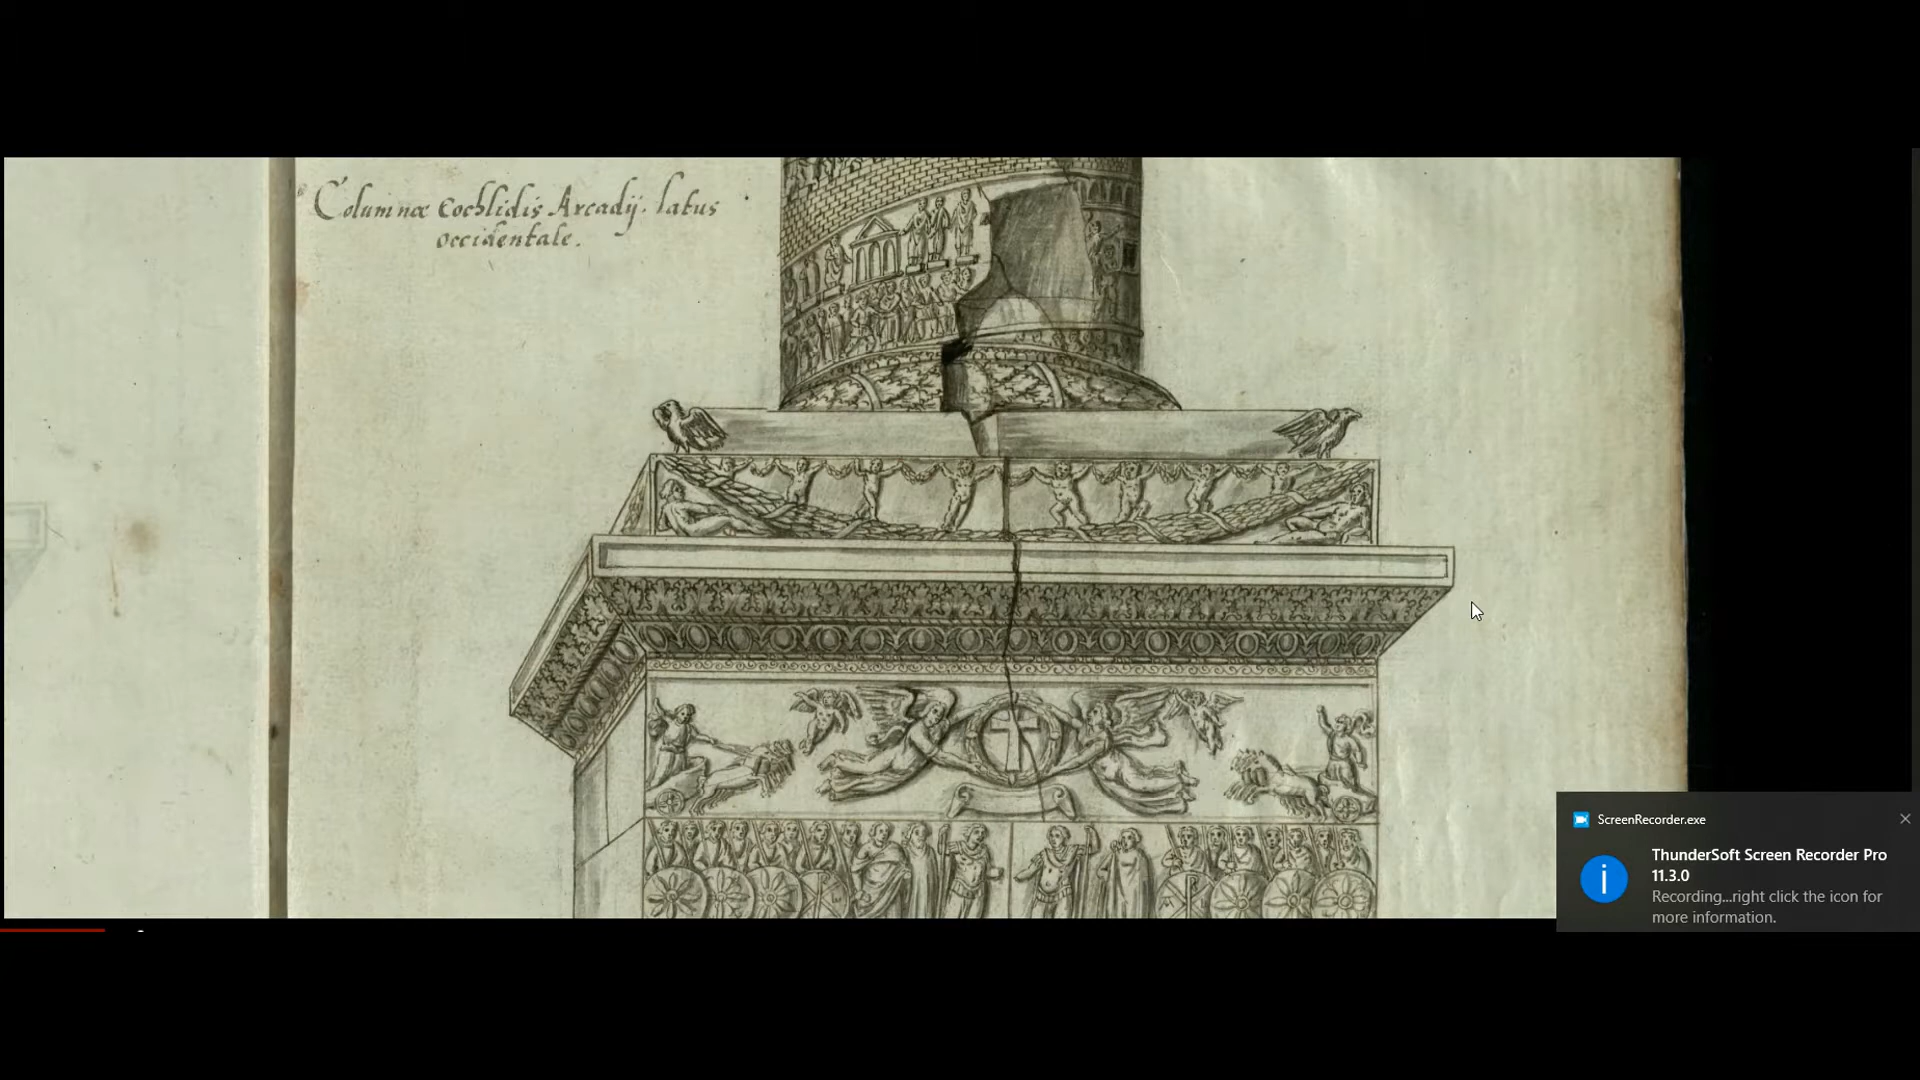 Columnæ Cochlidis Arcadij. latus
occidentale.
ScreenRecorder.exe
ThunderSoft Screen Recorder Pro
11.3.0
Recording...right click the icon for
more information.